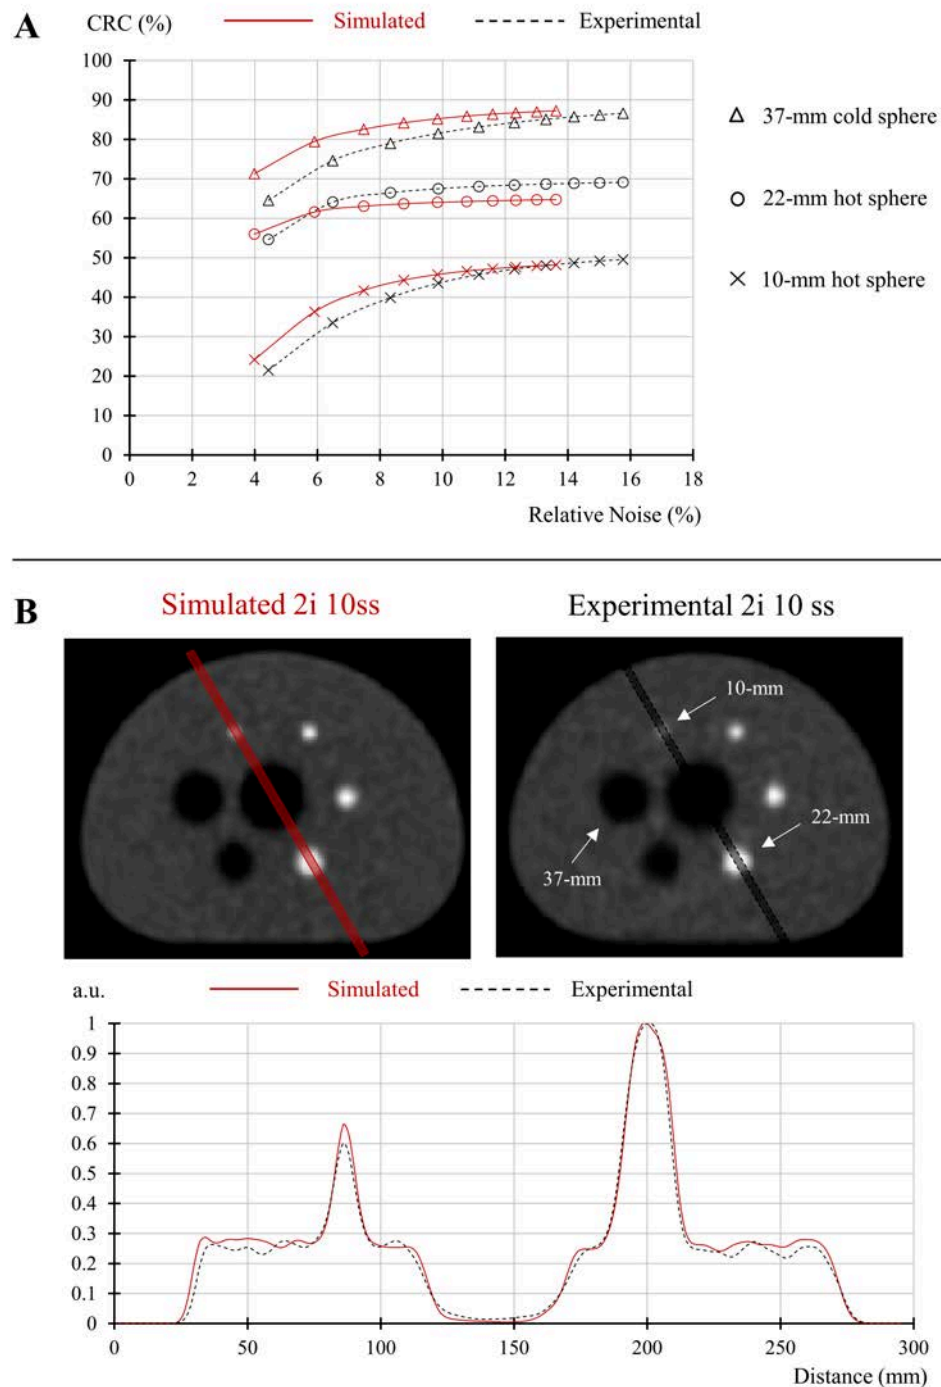 A
CRC (%)
Simulated
Experimental
100
90
80
70
60
50
40
30
20
10
0
0 2 4 6 8 10 12 14 16 18
Relative Noise (%)
37-mm cold sphere
22-mm hot sphere
10-mm hot sphere
B
Simulated 2i 10ss
Experimental 2i 10 ss
10-mm
22-mm
37-mm
a.u.
Simulated
Experimental
1
0.9
0.8
0.7
0.6
0.5
0.4
0.3
0.2
0.1
0
0 50 100 150 200 250 300
Distance (mm)